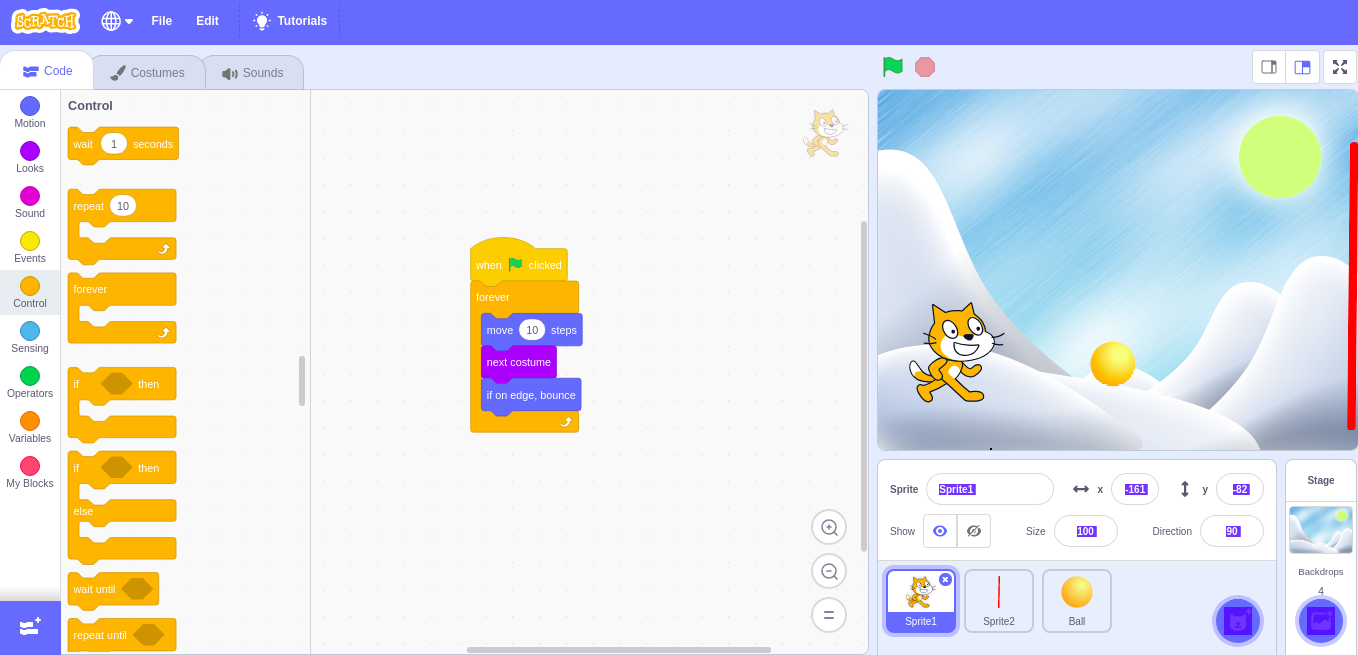 SCRATCH File Edit Tutorials
Code Costumes Sounds
Motion
Looks
Sound
Events
Control
Sensing
Operators
Variables
My Blocks
Control
wait 1 seconds
repeat 10
forever
if then
if then
else
wait until
repeat until
when clicked
forever
move 10 steps
next costume
if on edge, bounce
Sprite Sprite1 x -161 y -82
Show Size 100 Direction 90
Sprite1 Sprite2 Ball
Stage
Backdrops
4